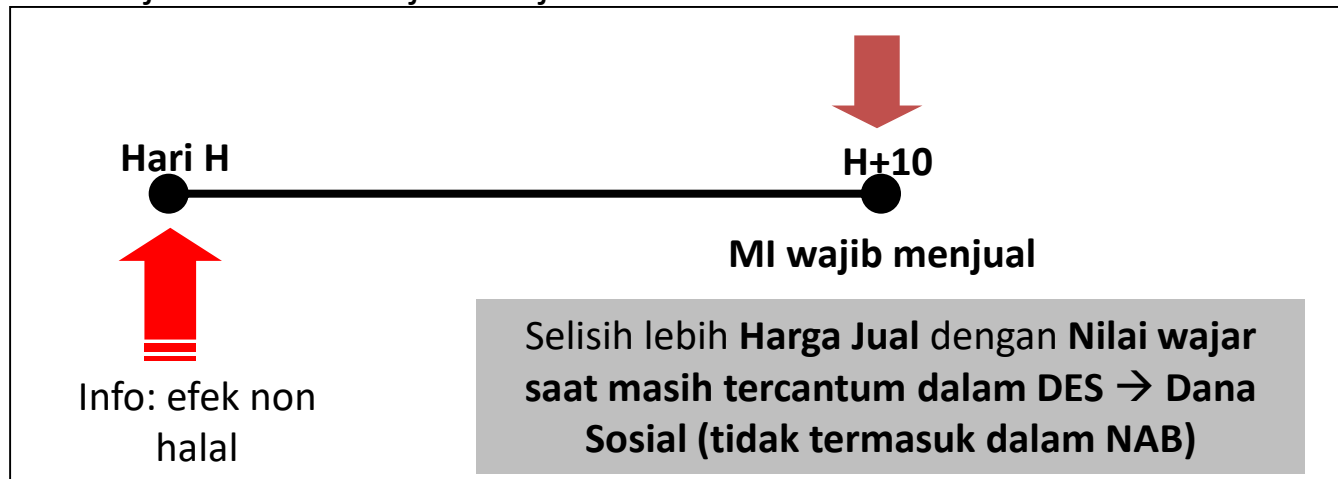 Hari H
H+10
MI wajib menjual
Info: efek non
halal
Selisih lebih Harga Jual dengan Nilai wajar
saat masih tercantum dalam DES → Dana
Sosial (tidak termasuk dalam NAB)